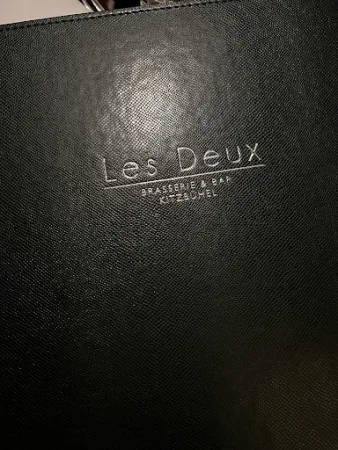 Les Deux
BRASSERIE & BAR
KITZBÜHEL